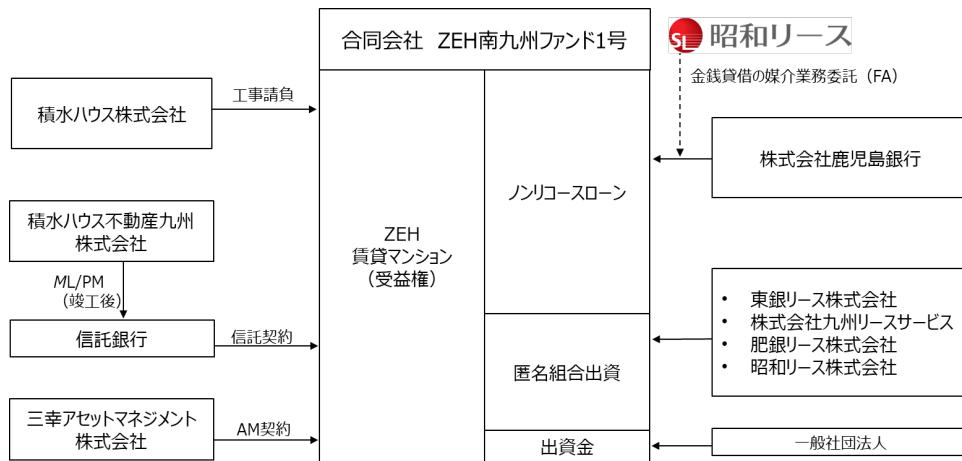 合同会社 ZEH南九州ファンド1号
SL 昭和リース
金銭貸借の媒介業務委託（FA）
積水ハウス株式会社
工事請負
株式会社鹿児島銀行
ノンリコースローン
積水ハウス不動産九州
株式会社
ZEH
賃貸マンション
（受益権）
ML/PM
（竣工後）
信託銀行
信託契約
匿名組合出資
• 東銀リース株式会社
• 株式会社九州リースサービス
• 肥銀リース株式会社
• 昭和リース株式会社
三幸アセットマネジメント
株式会社
AM契約
出資金
一般社団法人